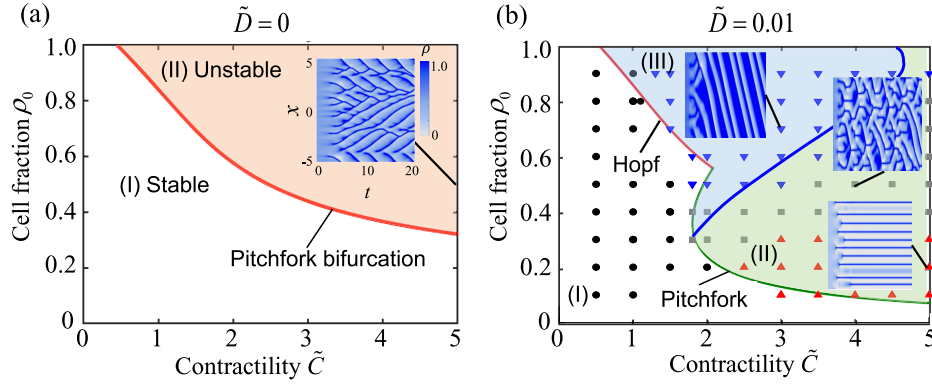 (a)
D̃ = 0
Cell fraction ρ₀
1.0
0.8
0.6
0.4
0.2
0
(II) Unstable
(I) Stable
Pitchfork bifurcation
5
x
0
-5
0
10
20
t
ρ
1.0
0
0
1
2
3
4
5
Contractility C̃
(b)
D̃ = 0.01
Cell fraction ρ₀
1.0
0.8
0.6
0.4
0.2
0
(III)
Hopf
(II)
(I)
Pitchfork
0
1
2
3
4
5
Contractility C̃